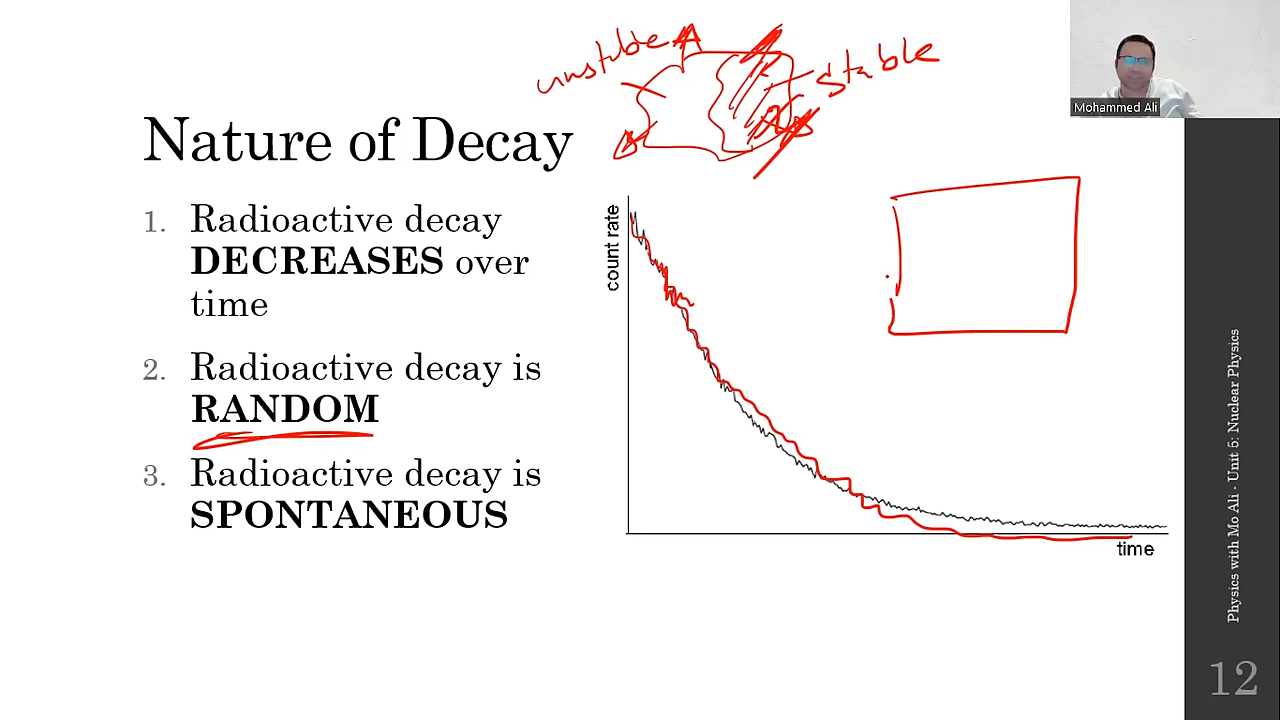 unstable
stable
Mohammed Ali
Nature of Decay
1. Radioactive decay
DECREASES over
time
2. Radioactive decay is
RANDOM
3. Radioactive decay is
SPONTANEOUS
count rate
time
Physics with Mo Ali - Unit 5: Nuclear Physics
12